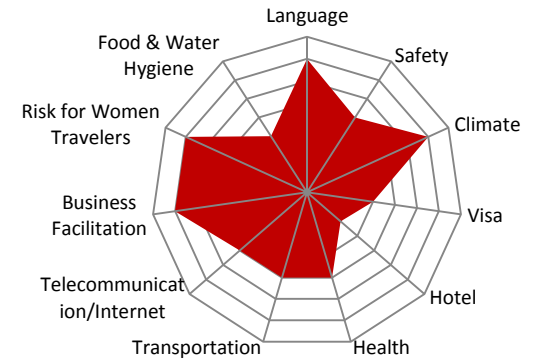 Language
Safety
Climate
Visa
Hotel
Health
Transportation
Telecommunicat
ion/Internet
Business
Facilitation
Risk for Women
Travelers
Food & Water
Hygiene